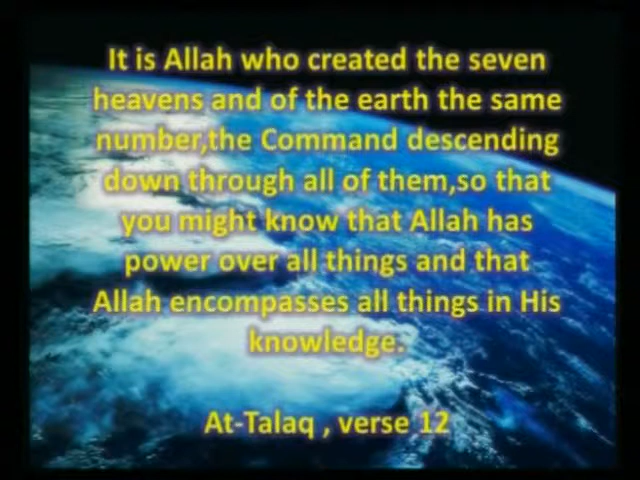 It is Allah who created the seven
heavens and of the earth the same
number,the Command descending
down through all of them,so that
you might know that Allah has
power over all things and that
Allah encompasses all things in His
knowledge.
At-Talaq , verse 12